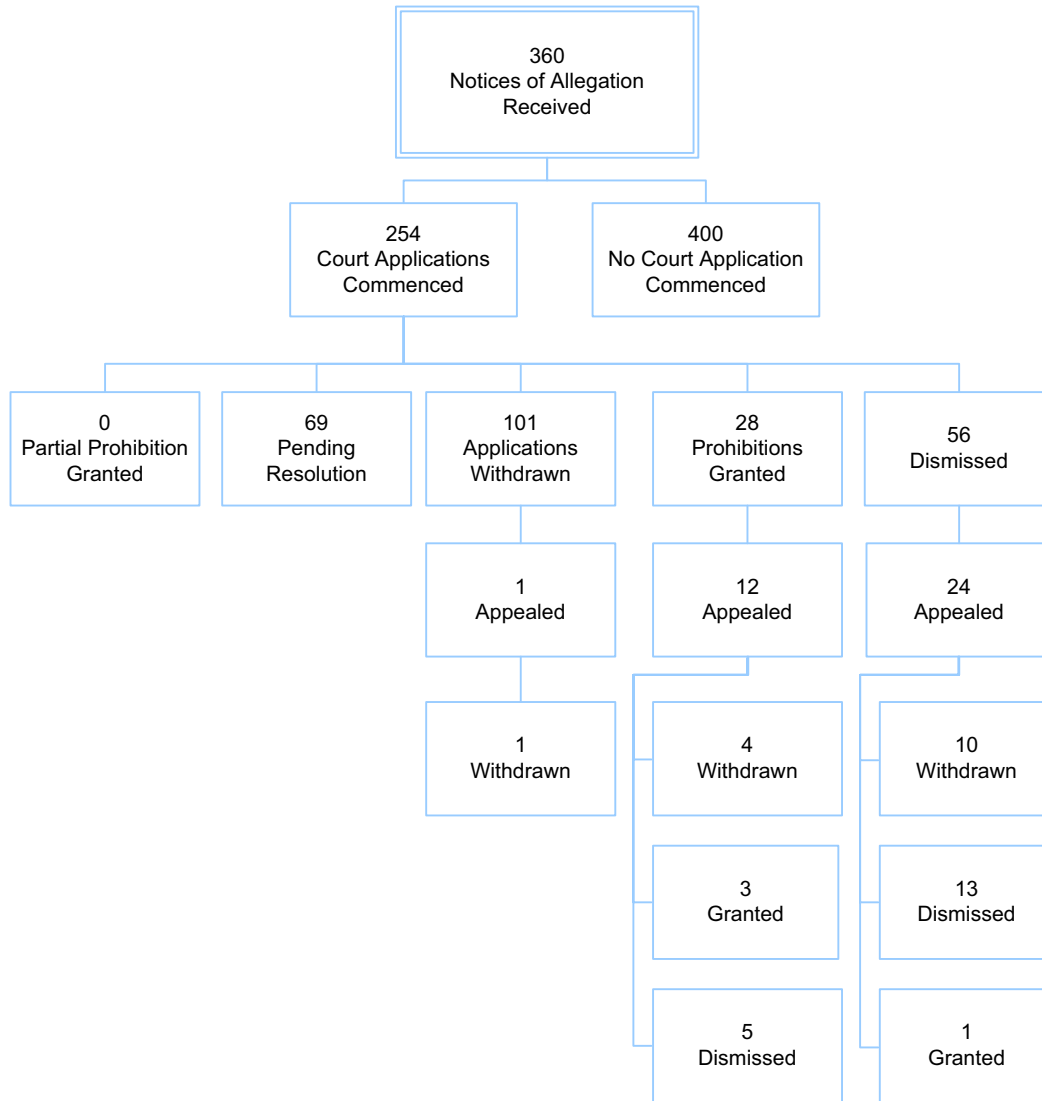 360
Notices of Allegation
Received
254
Court Applications
Commenced
400
No Court Application
Commenced
0
Partial Prohibition
Granted
69
Pending
Resolution
101
Applications
Withdrawn
28
Prohibitions
Granted
56
Dismissed
1
Appealed
12
Appealed
24
Appealed
1
Withdrawn
4
Withdrawn
10
Withdrawn
3
Granted
13
Dismissed
5
Dismissed
1
Granted